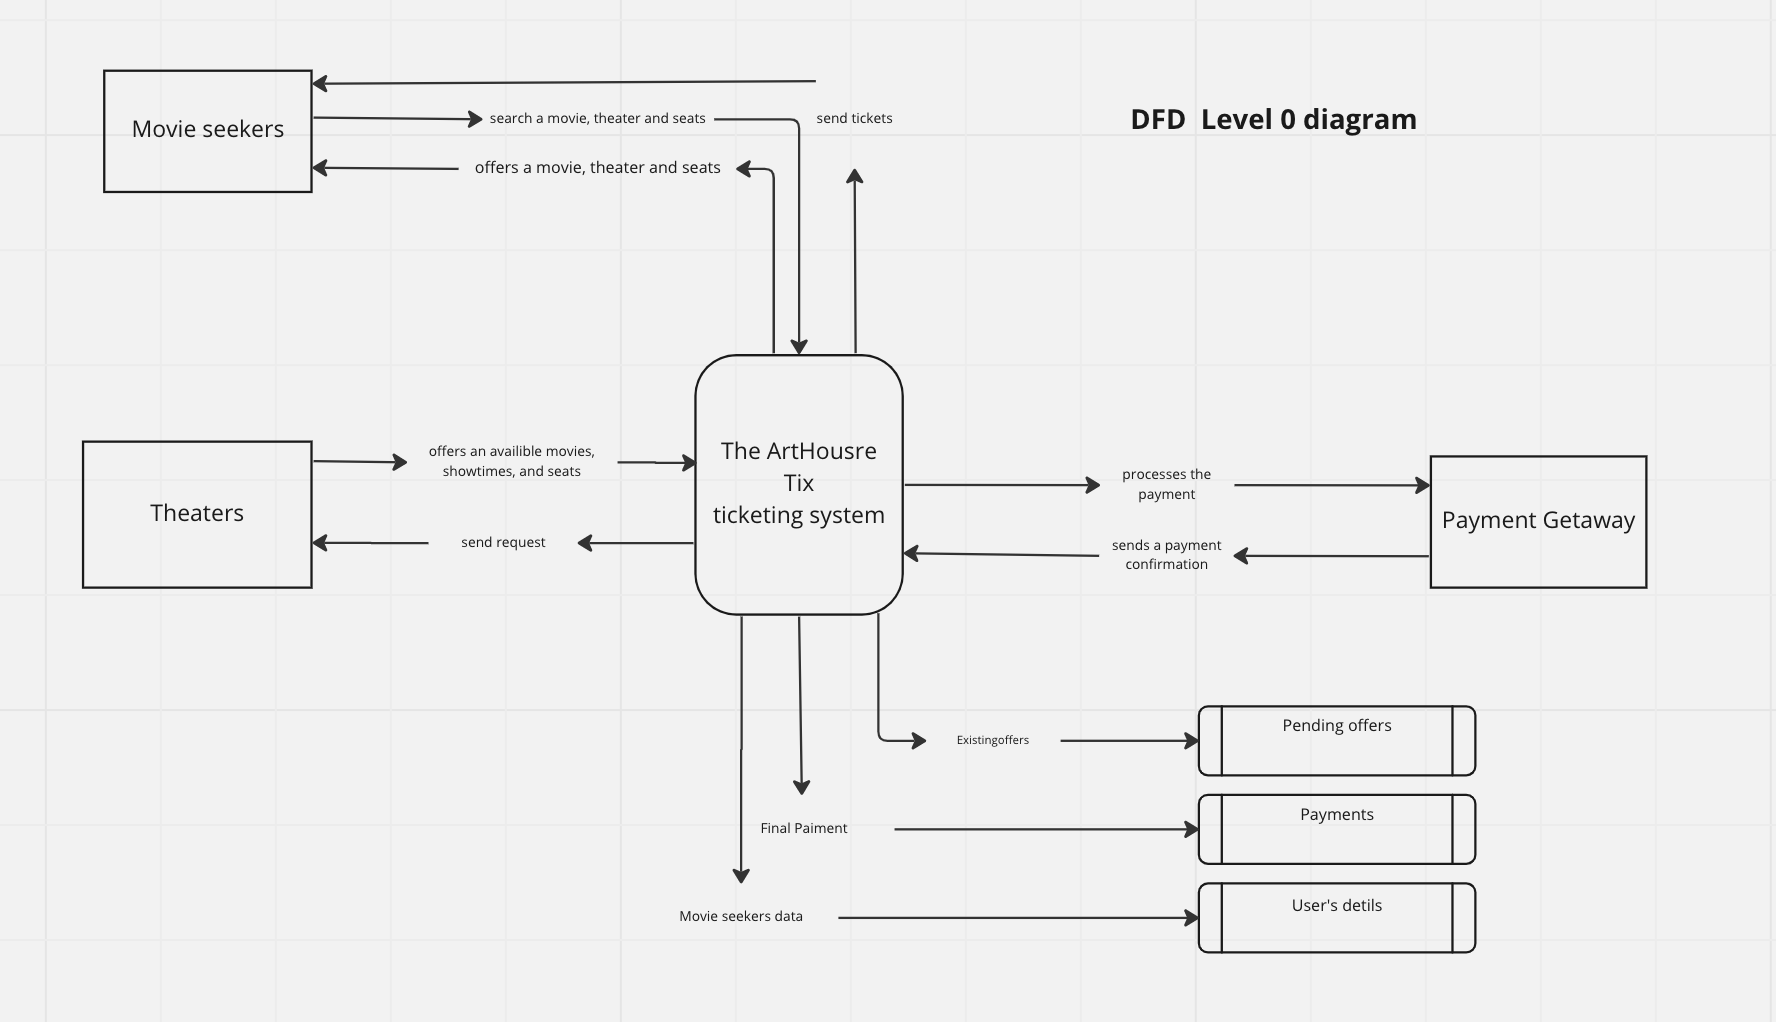 Movie seekers
search a movie, theater and seats
send tickets
DFD  Level 0 diagram
offers a movie, theater and seats
Theaters
offers an availible movies,
showtimes, and seats
send request
The ArtHousre
Tix
ticketing system
processes the
payment
sends a payment
confirmation
Payment Getaway
Existingoffers
Pending offers
Final Paiment
Payments
Movie seekers data
User's detils